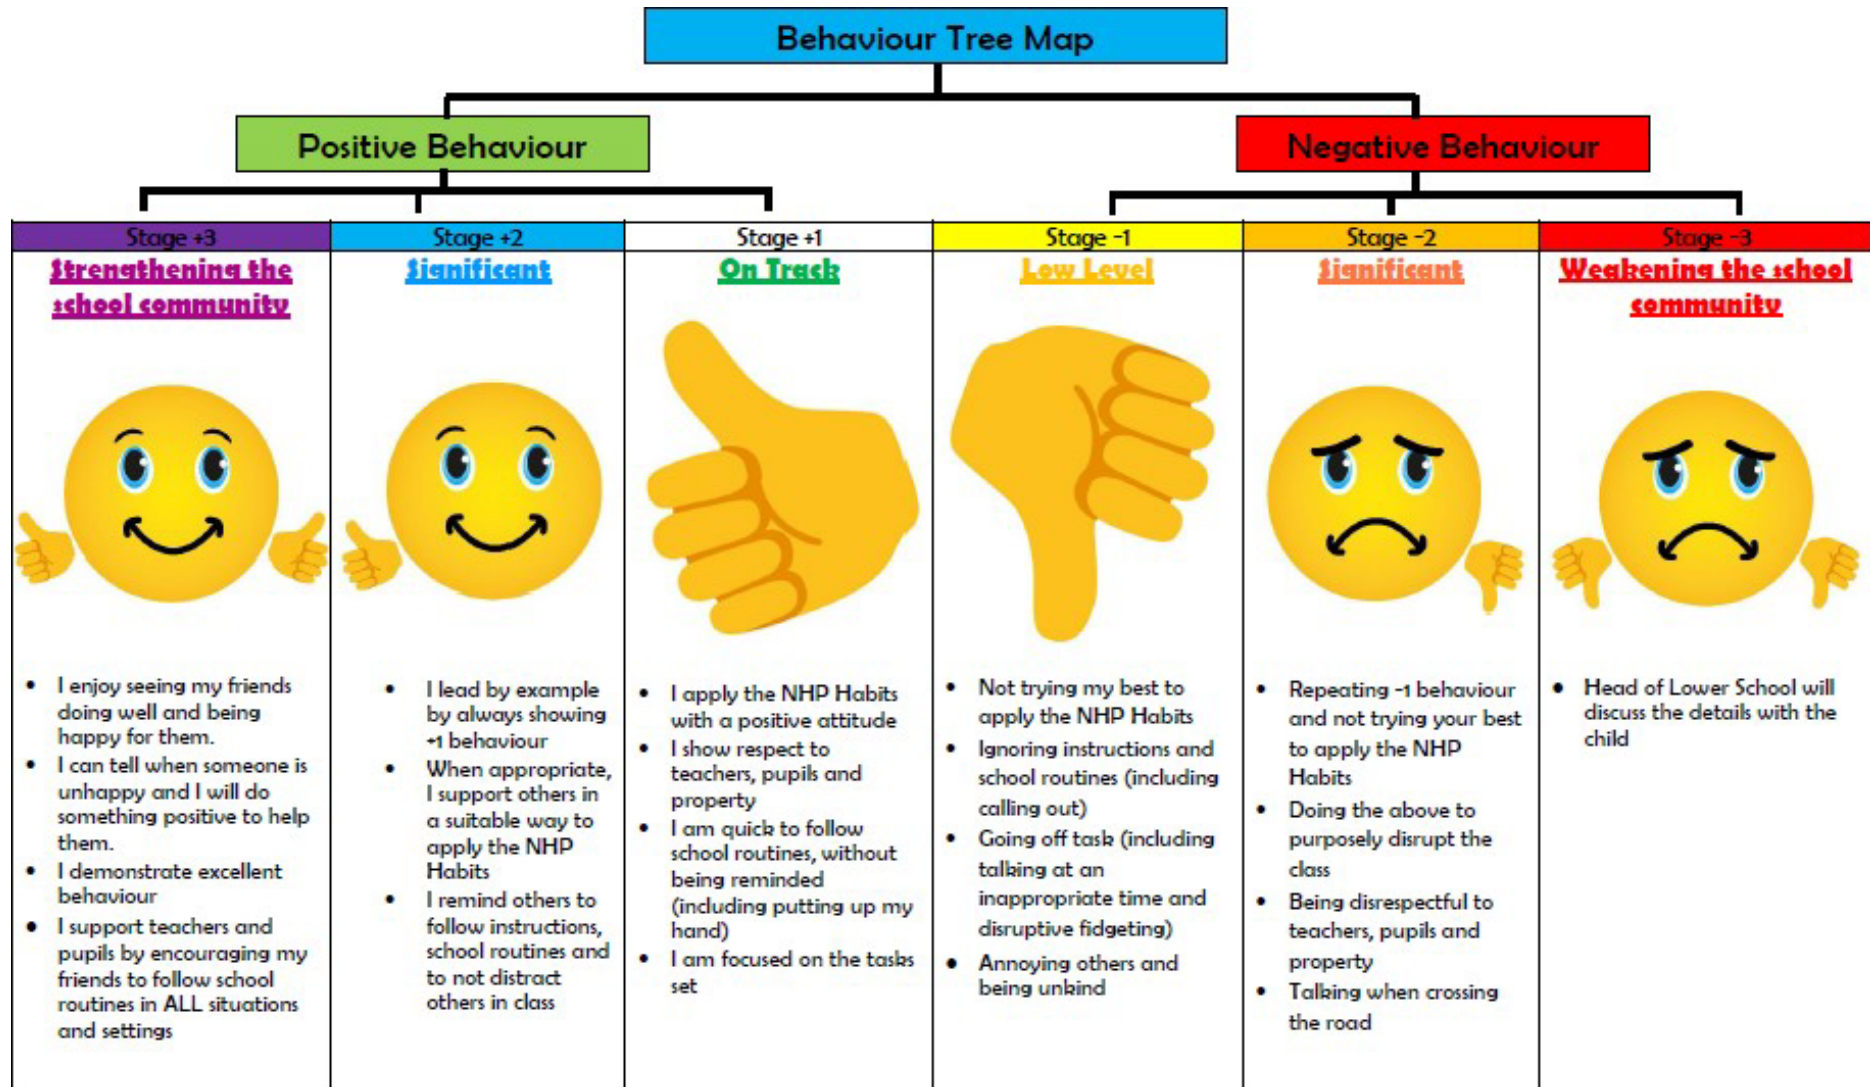 Behaviour Tree Map
Positive Behaviour
Negative Behaviour
Stage +3
Strengthening the
school community
• I enjoy seeing my friends
doing well and being
happy for them.
• I can tell when someone is
unhappy and I will do
something positive to help
them.
• I demonstrate excellent
behaviour
• I support teachers and
pupils by encouraging my
friends to follow school
routines in ALL situations
and settings
Stage +2
Significant
• I lead by example
by always showing
+1 behaviour
• When appropriate,
I support others in
a suitable way to
apply the NHP
Habits
• I remind others to
follow instructions,
school routines and
to not distract
others in class
Stage +1
On Track
• I apply the NHP Habits
with a positive attitude
• I show respect to
teachers, pupils and
property
• I am quick to follow
school routines, without
being reminded
(including putting up my
hand)
• I am focused on the tasks
set
Stage -1
Low Level
• Not trying my best to
apply the NHP Habits
• Ignoring instructions and
school routines (including
calling out)
• Going off task (including
talking at an
inappropriate time and
disruptive fidgeting)
• Annoying others and
being unkind
Stage -2
Significant
• Repeating -1 behaviour
and not trying your best
to apply the NHP
Habits
• Doing the above to
purposely disrupt the
class
• Being disrespectful to
teachers, pupils and
property
• Talking when crossing
the road
Stage -3
Weakening the school
community
• Head of Lower School will
discuss the details with the
child